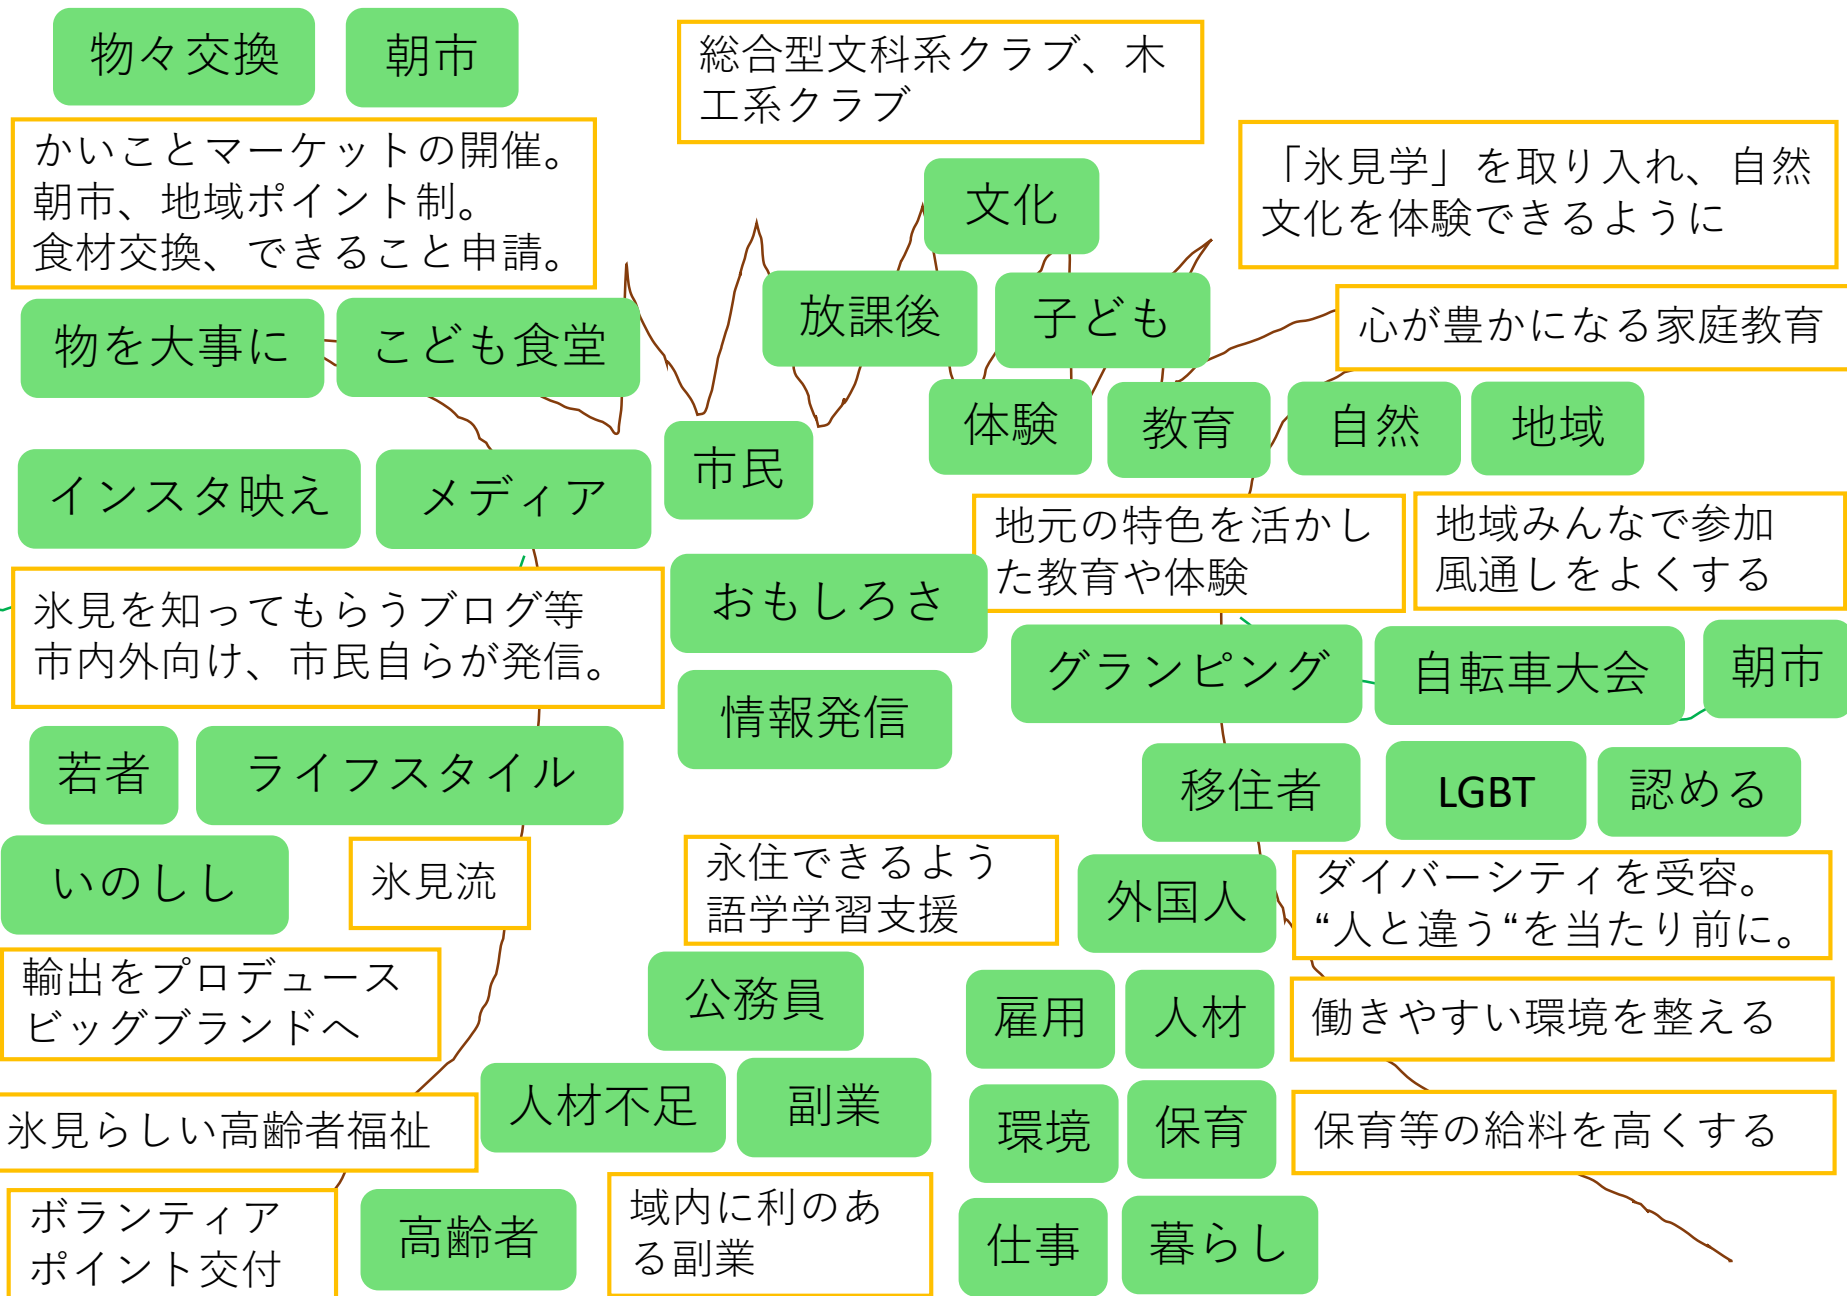 物々交換
朝市
総合型文科系クラブ、木
工系クラブ
かいことマーケットの開催。
朝市、地域ポイント制。
食材交換、できること申請。
「氷見学」を取り入れ、自然
文化を体験できるように
文化
放課後
子ども
心が豊かになる家庭教育
物を大事に
こども食堂
体験
教育
自然
地域
市民
インスタ映え
メディア
地元の特色を活かし
た教育や体験
地域みんなで参加
風通しをよくする
おもしろさ
氷見を知ってもらうブログ等
市内外向け、市民自らが発信。
グランピング
自転車大会
朝市
情報発信
若者
ライフスタイル
移住者
LGBT
認める
いのしし
氷見流
永住できるよう
語学学習支援
外国人
ダイバーシティを受容。
“人と違う“を当たり前に。
輸出をプロデュース
ビッグブランドへ
公務員
雇用
人材
働きやすい環境を整える
氷見らしい高齢者福祉
人材不足
副業
環境
保育
保育等の給料を高くする
ボランティア
ポイント交付
高齢者
域内に利のあ
る副業
仕事
暮らし